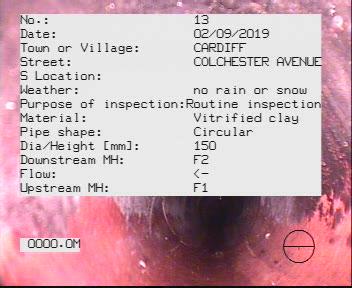 No.: 13
Date: 02/09/2019
Town or Village: CARDIFF
Street: COLCHESTER AVENUE
S Location:
Weather: no rain or snow
Purpose of inspection:Routine inspection
Material: Vitrified clay
Pipe shape: Circular
Dia/Height [mm]: 150
Downstream MH: F2
Flow: <-
Upstream MH: F1
0000.0M